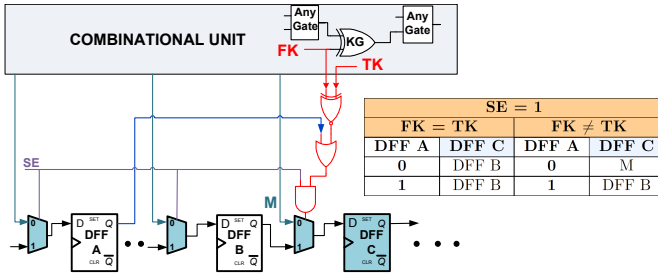 Any
Gate
Any
Gate
COMBINATIONAL UNIT
KG
FK
TK
SE = 1
FK = TK
FK ≠ TK
DFF A
DFF C
DFF A
DFF C
0
DFF B
0
M
1
DFF B
1
DFF B
SE
M
0
1
D
SET
Q
DFF
A
CLR
Q
0
1
D
SET
Q
DFF
B
CLR
Q
0
1
D
SET
Q
DFF
C
CLR
Q